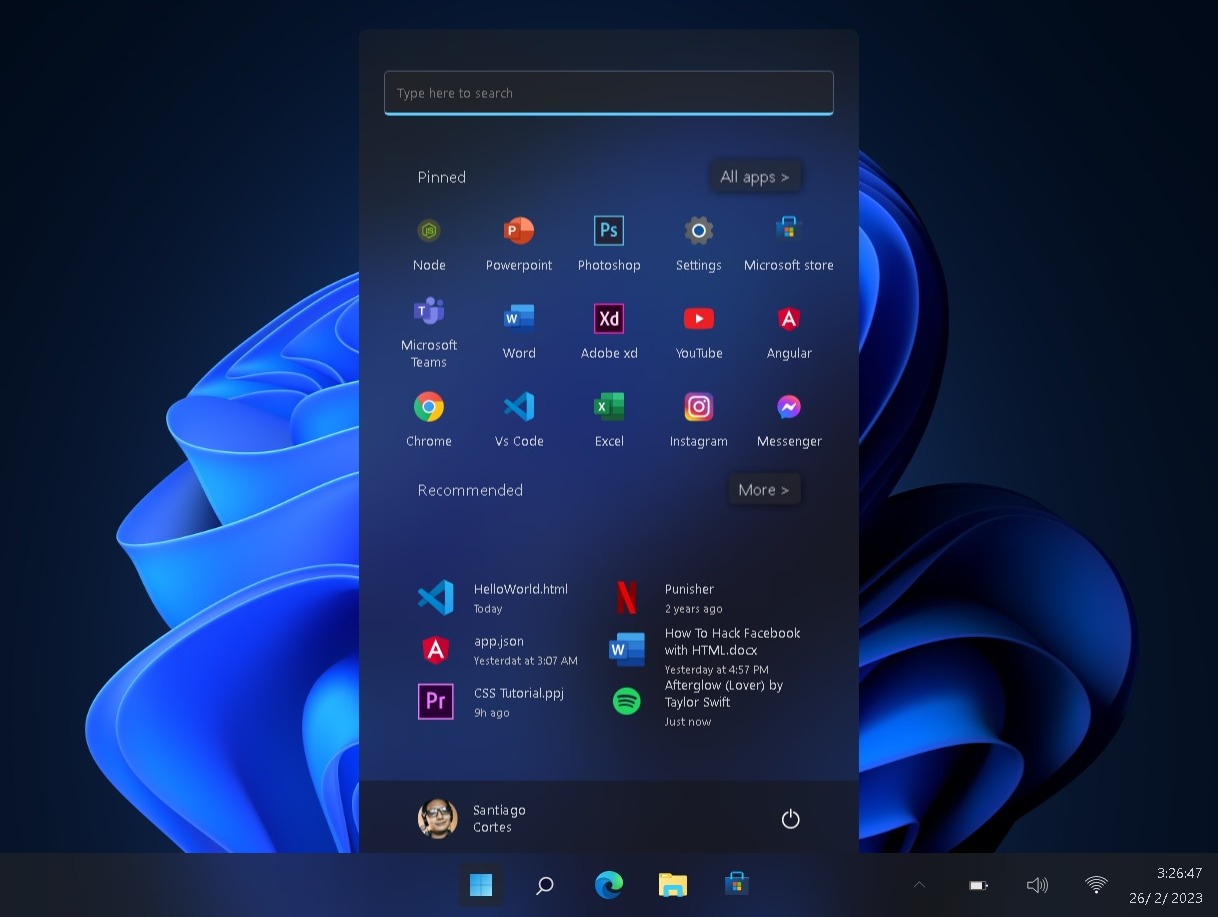 Type here to search
Pinned
All apps >
JS
P
Ps
Node
Powerpoint
Photoshop
Settings
Microsoft store
T
W
Xd
A
Microsoft
Teams
Word
Adobe xd
YouTube
Angular
X
Chrome
Vs Code
Excel
Instagram
Messenger
Recommended
More >
HelloWorld.html
Today
N
Punisher
2 years ago
A
app.json
Yesterdat at 3:07 AM
W
How To Hack Facebook
with HTML.docx
Yesterday at 4:57 PM
Pr
CSS Tutorial.ppj
9h ago
Afterglow (Lover) by
Taylor Swift
Just now
Santiago
Cortes
3:26:47
26/ 2/ 2023